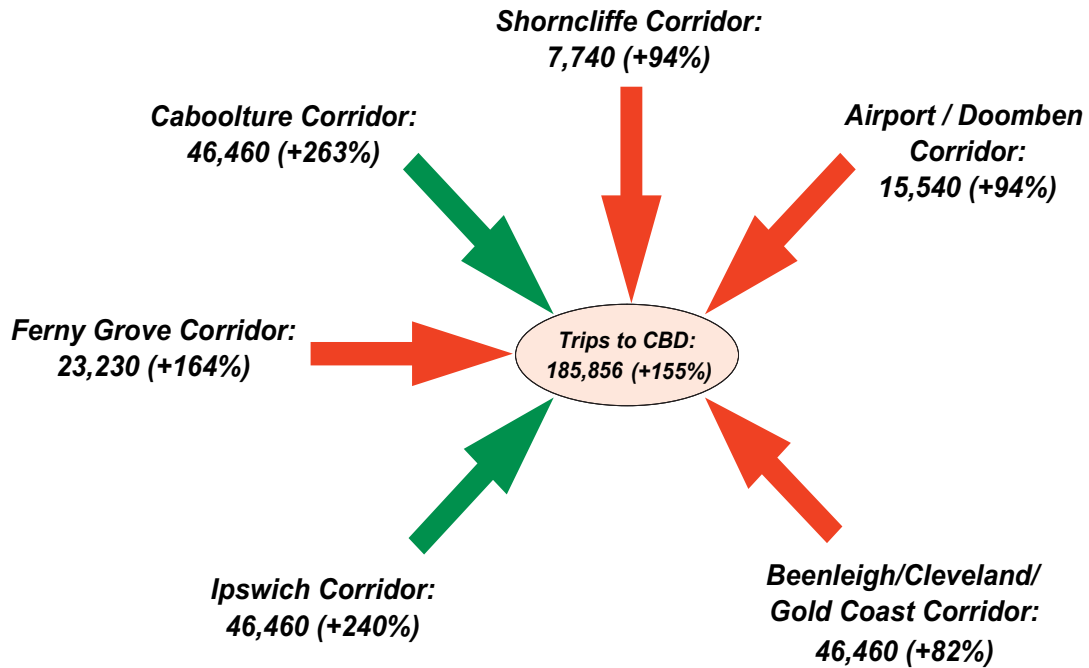 Shorncliffe Corridor:
7,740 (+94%)
Caboolture Corridor:
46,460 (+263%)
Airport / Doomben
Corridor:
15,540 (+94%)
Ferny Grove Corridor:
23,230 (+164%)
Trips to CBD:
185,856 (+155%)
Ipswich Corridor:
46,460 (+240%)
Beenleigh/Cleveland/
Gold Coast Corridor:
46,460 (+82%)